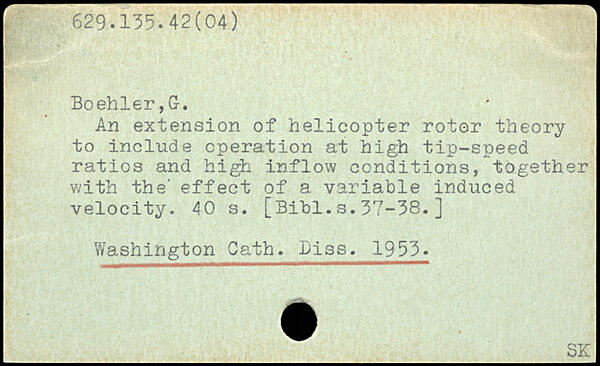 629.135.42(04)
Boehler,G.
An extension of helicopter rotor theory
to include operation at high tip-speed
ratios and high inflow conditions, together
with the effect of a variable induced
velocity. 40 s. [Bibl.s.37-38.]
Washington Cath. Diss. 1953.
SK